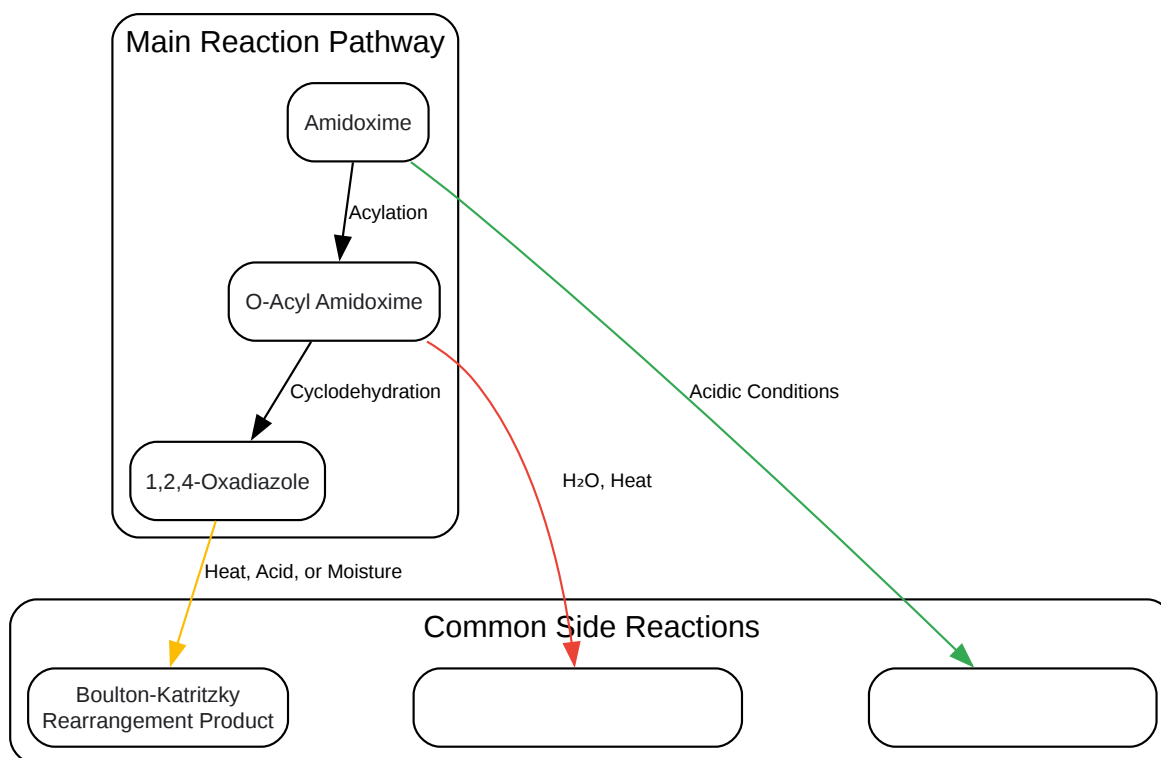 Main Reaction Pathway
Amidoxime
Acylation
O-Acyl Amidoxime
Cyclodehydration
Acidic Conditions
1,2,4-Oxadiazole
H₂O, Heat
Heat, Acid, or Moisture
Common Side Reactions
Boulton-Katritzky
Rearrangement Product